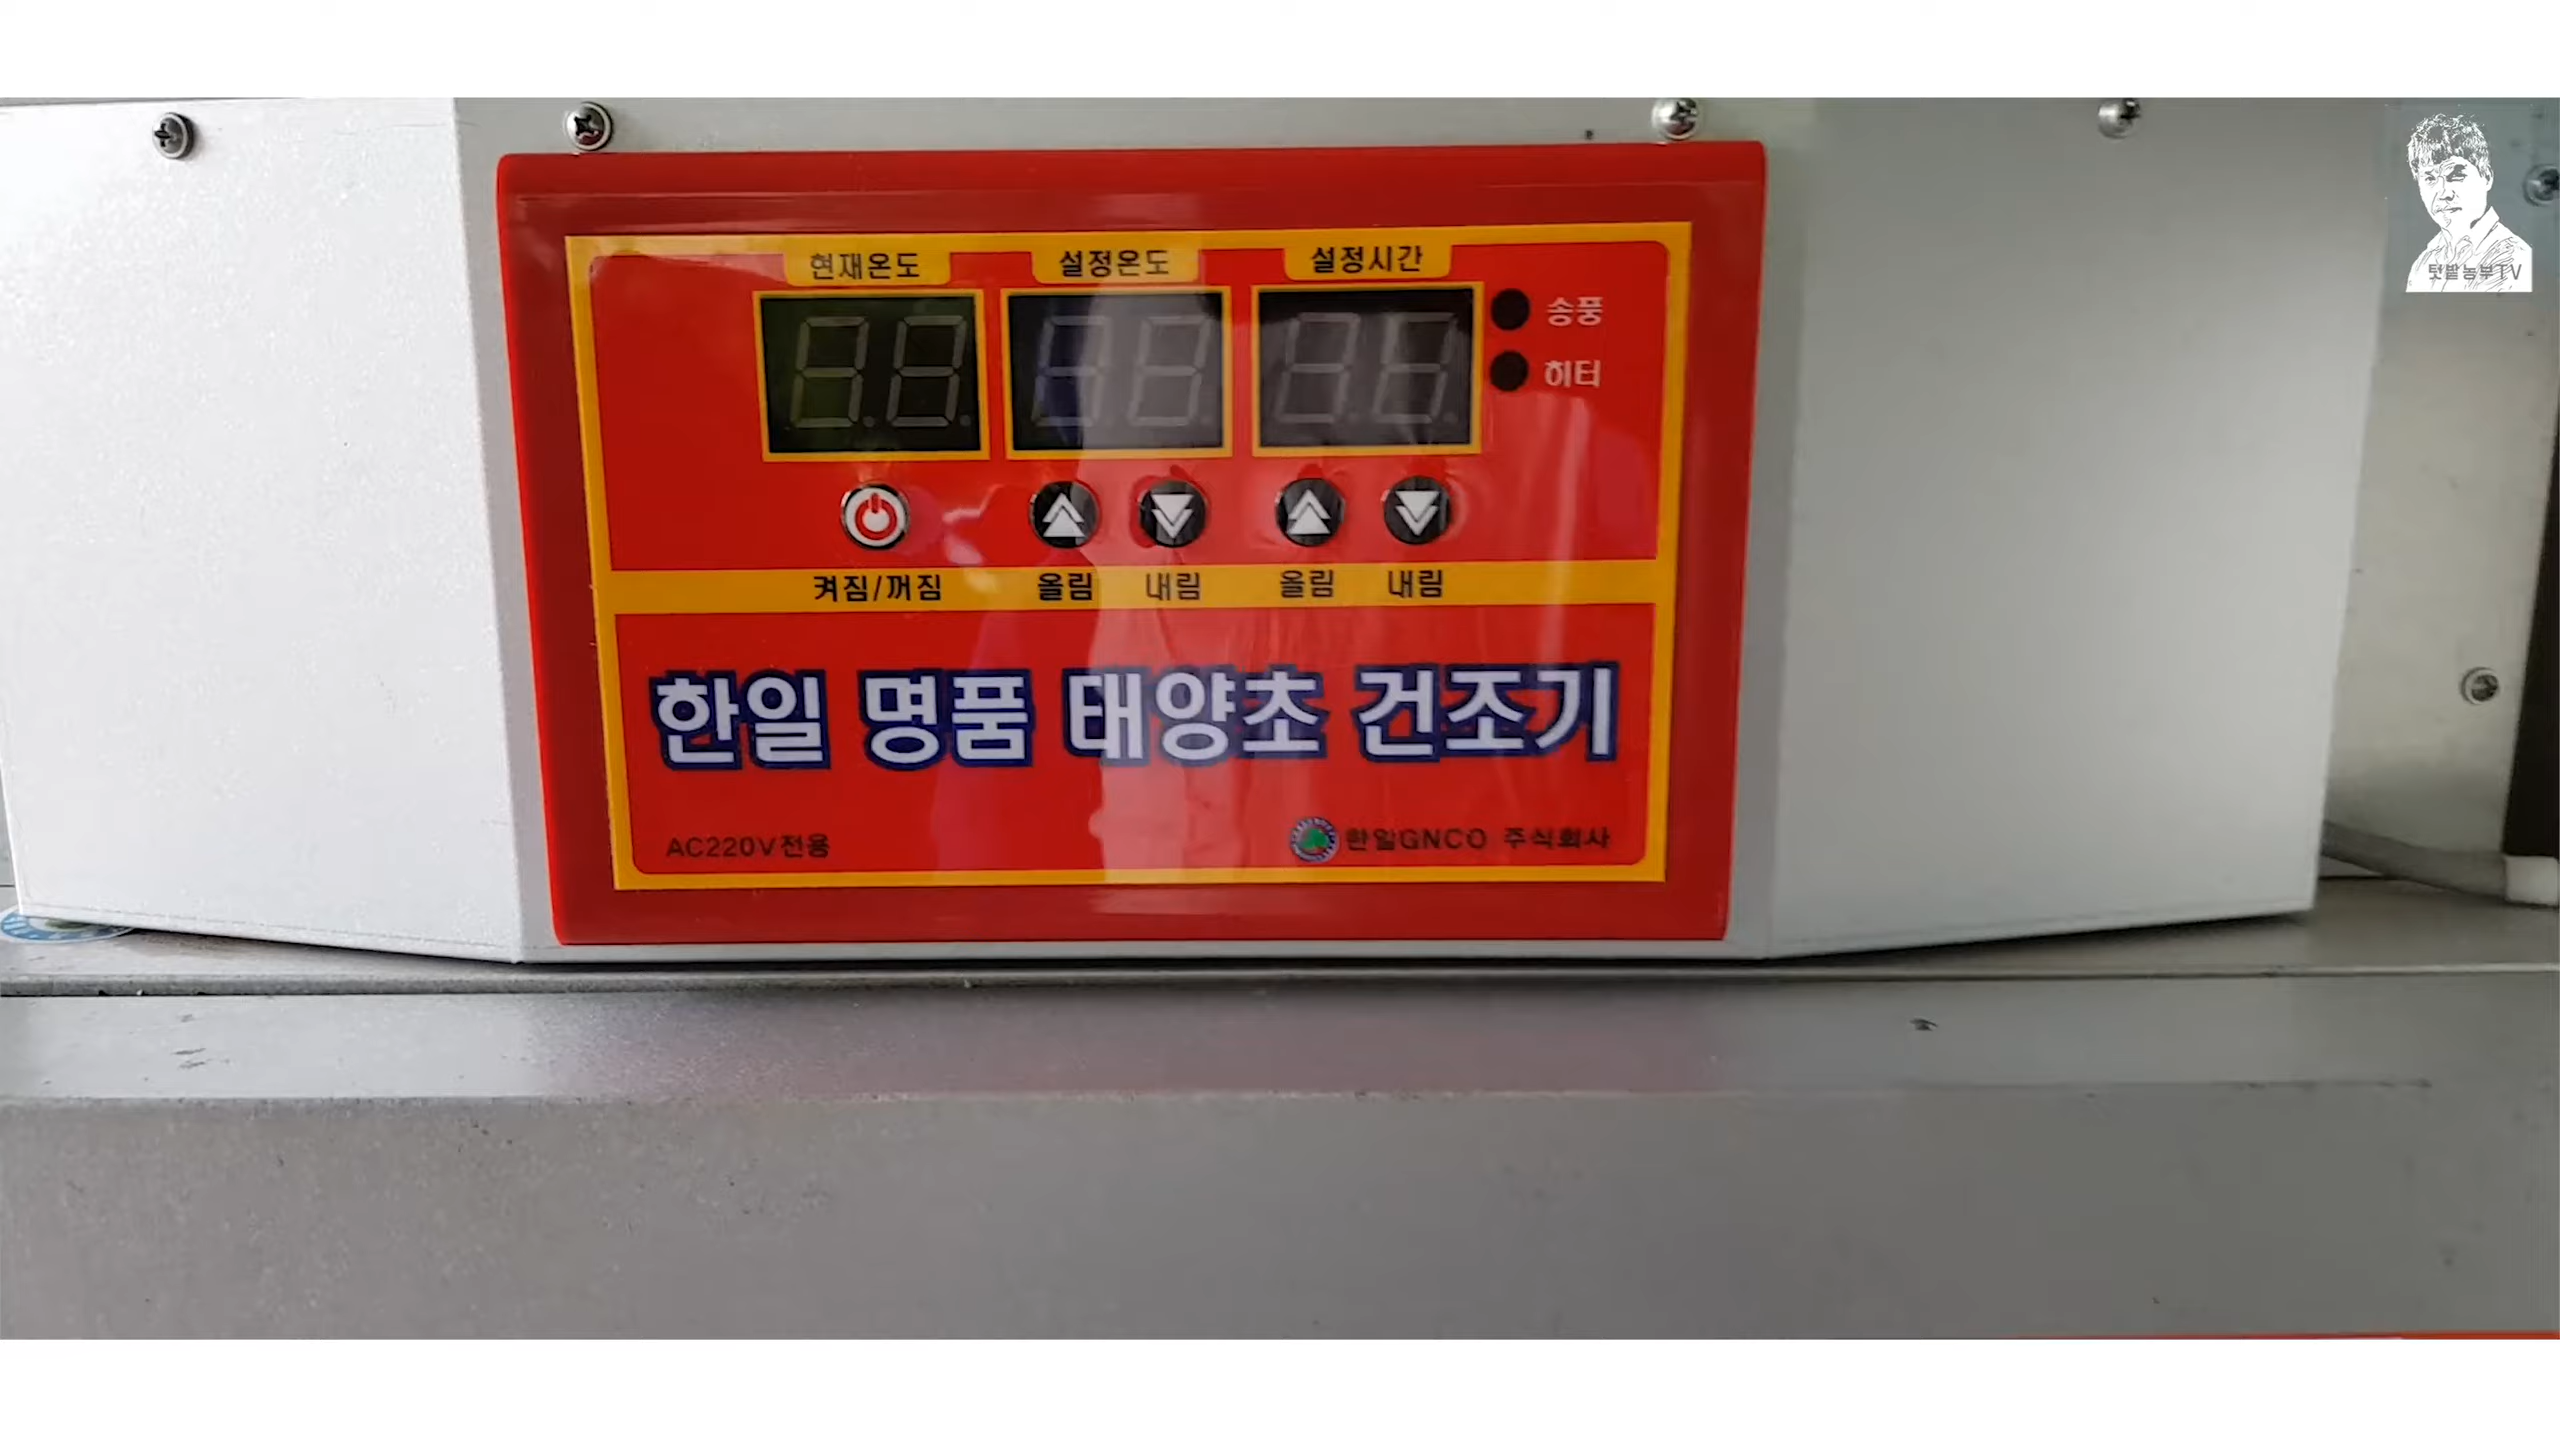 현재온도 설정온도 설정시간
송풍
히터
켜짐/꺼짐 올림 내림 올림 내림
한일 명품 태양초 건조기
AC220V전용
한일GNCO 주식회사
텃밭농부TV